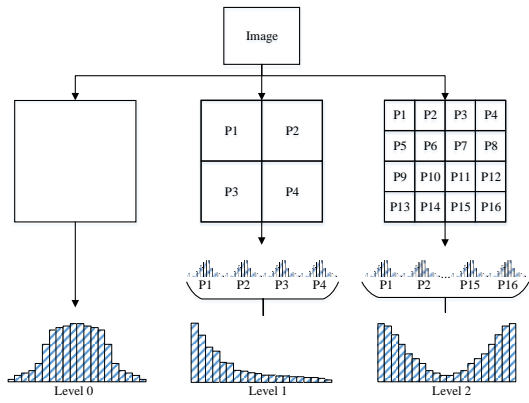 Image
P1 P2
P3 P4
P1 P2 P3 P4
P5 P6 P7 P8
P9 P10 P11 P12
P13 P14 P15 P16
P1 P2 P3 P4
P1 P2 P15 P16
Level 0
Level 1
Level 2